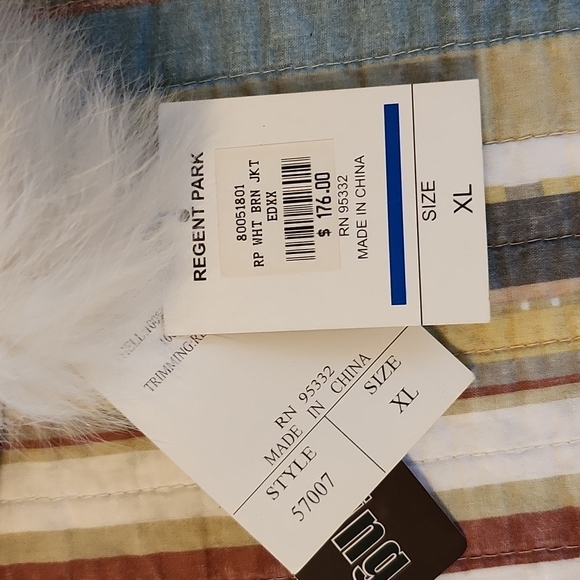 REGENT PARK
80051801
RP WHT BRN JKT
EDXX
$ 176.00
RN 95332
MADE IN CHINA
SIZE
XL
RN 95332
MADE IN CHINA
STYLE
57007
SIZE
XL